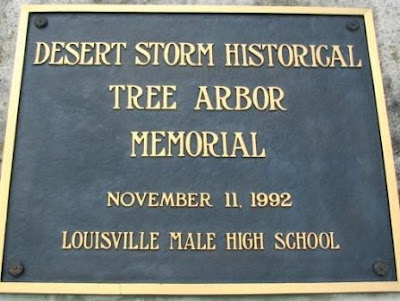 DESERT STORM HISTORICAL
TREE ARBOR
MEMORIAL
NOVEMBER 11, 1992
LOUISVILLE MALE HIGH SCHOOL